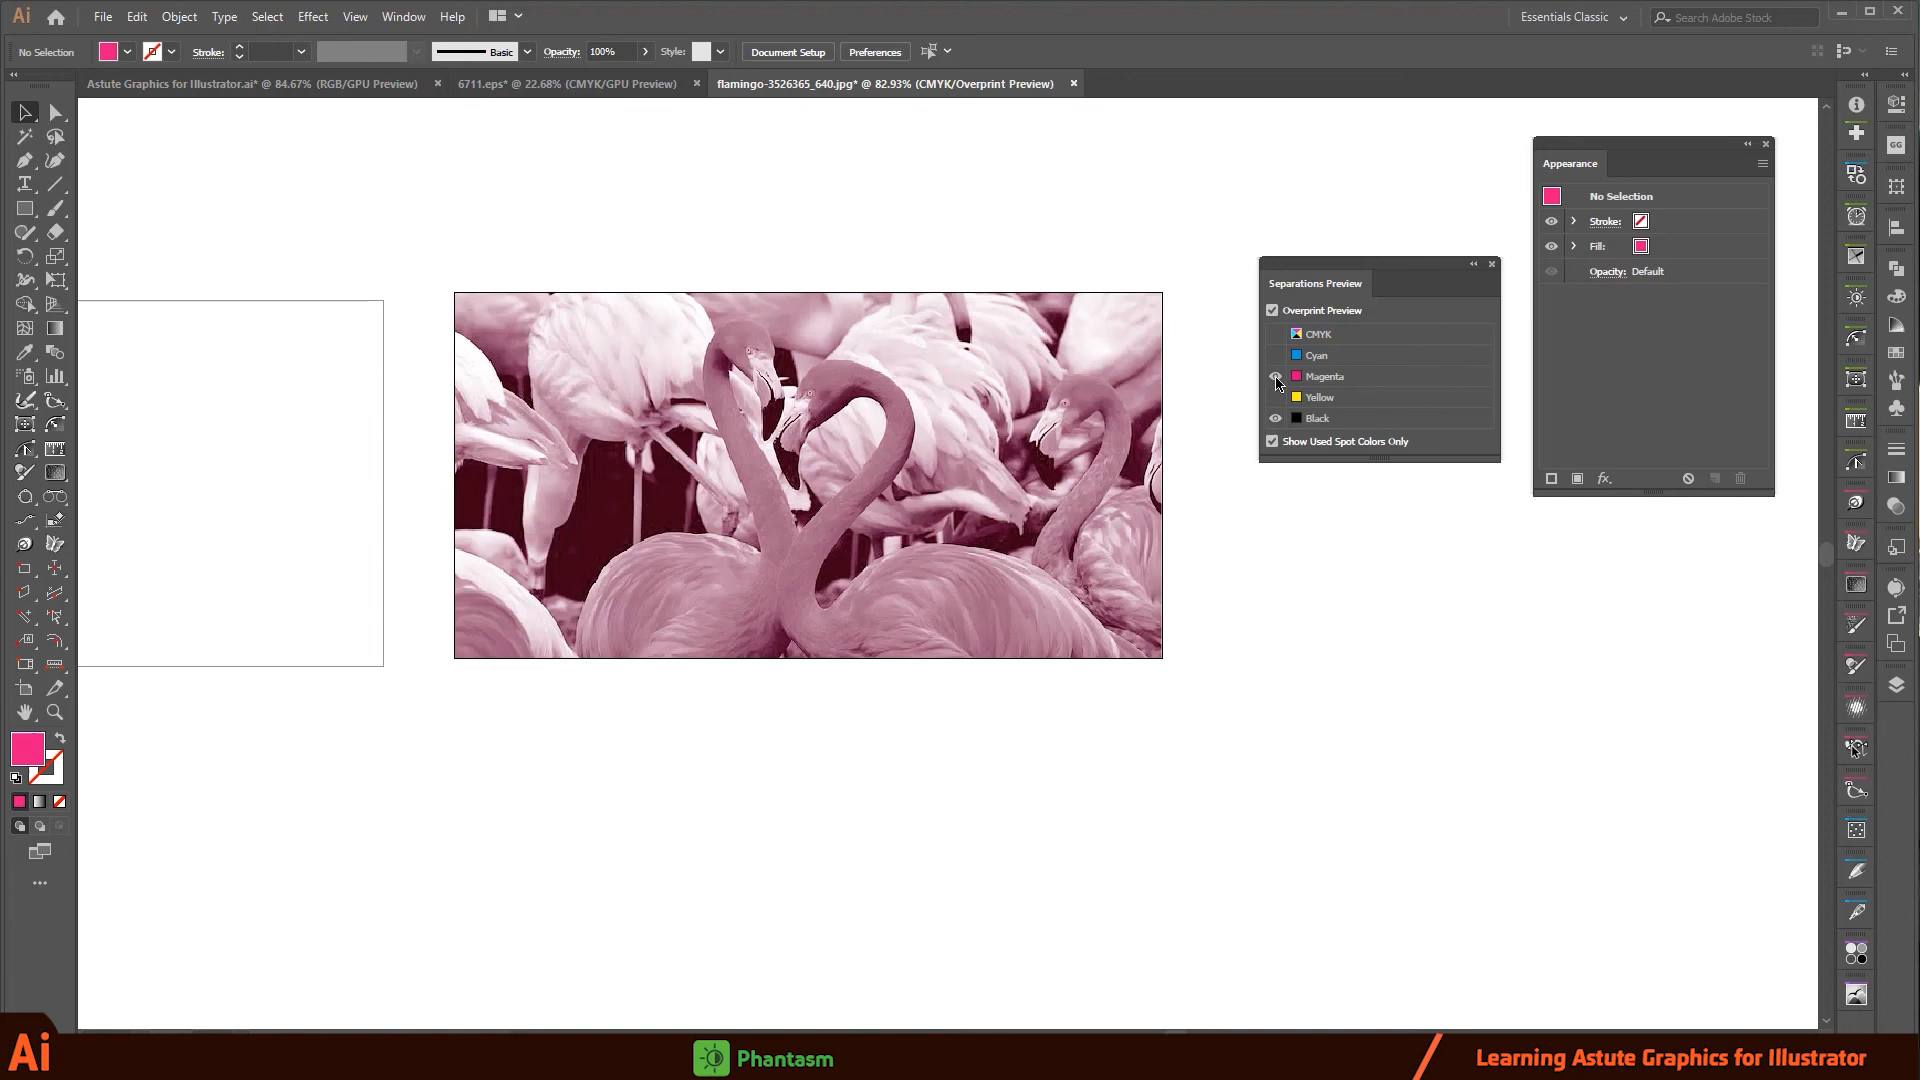 Ai File Edit Object Type Select Effect View Window Help Essentials Classic Search Adobe Stock
No Selection Stroke: Basic Opacity: 100% Style: Document Setup Preferences
Astute Graphics for Illustrator.ai* @ 84.67% (RGB/GPU Preview) 6711.eps* @ 22.68% (CMYK/GPU Preview) flamingo-3526365_640.jpg* @ 82.93% (CMYK/Overprint Preview)
GG
Appearance
No Selection
Stroke:
Fill:
Opacity: Default
fx.
Separations Preview
Overprint Preview
CMYK
Cyan
Magenta
Yellow
Black
Show Used Spot Colors Only
Ai
Phantasm
Learning Astute Graphics for Illustrator